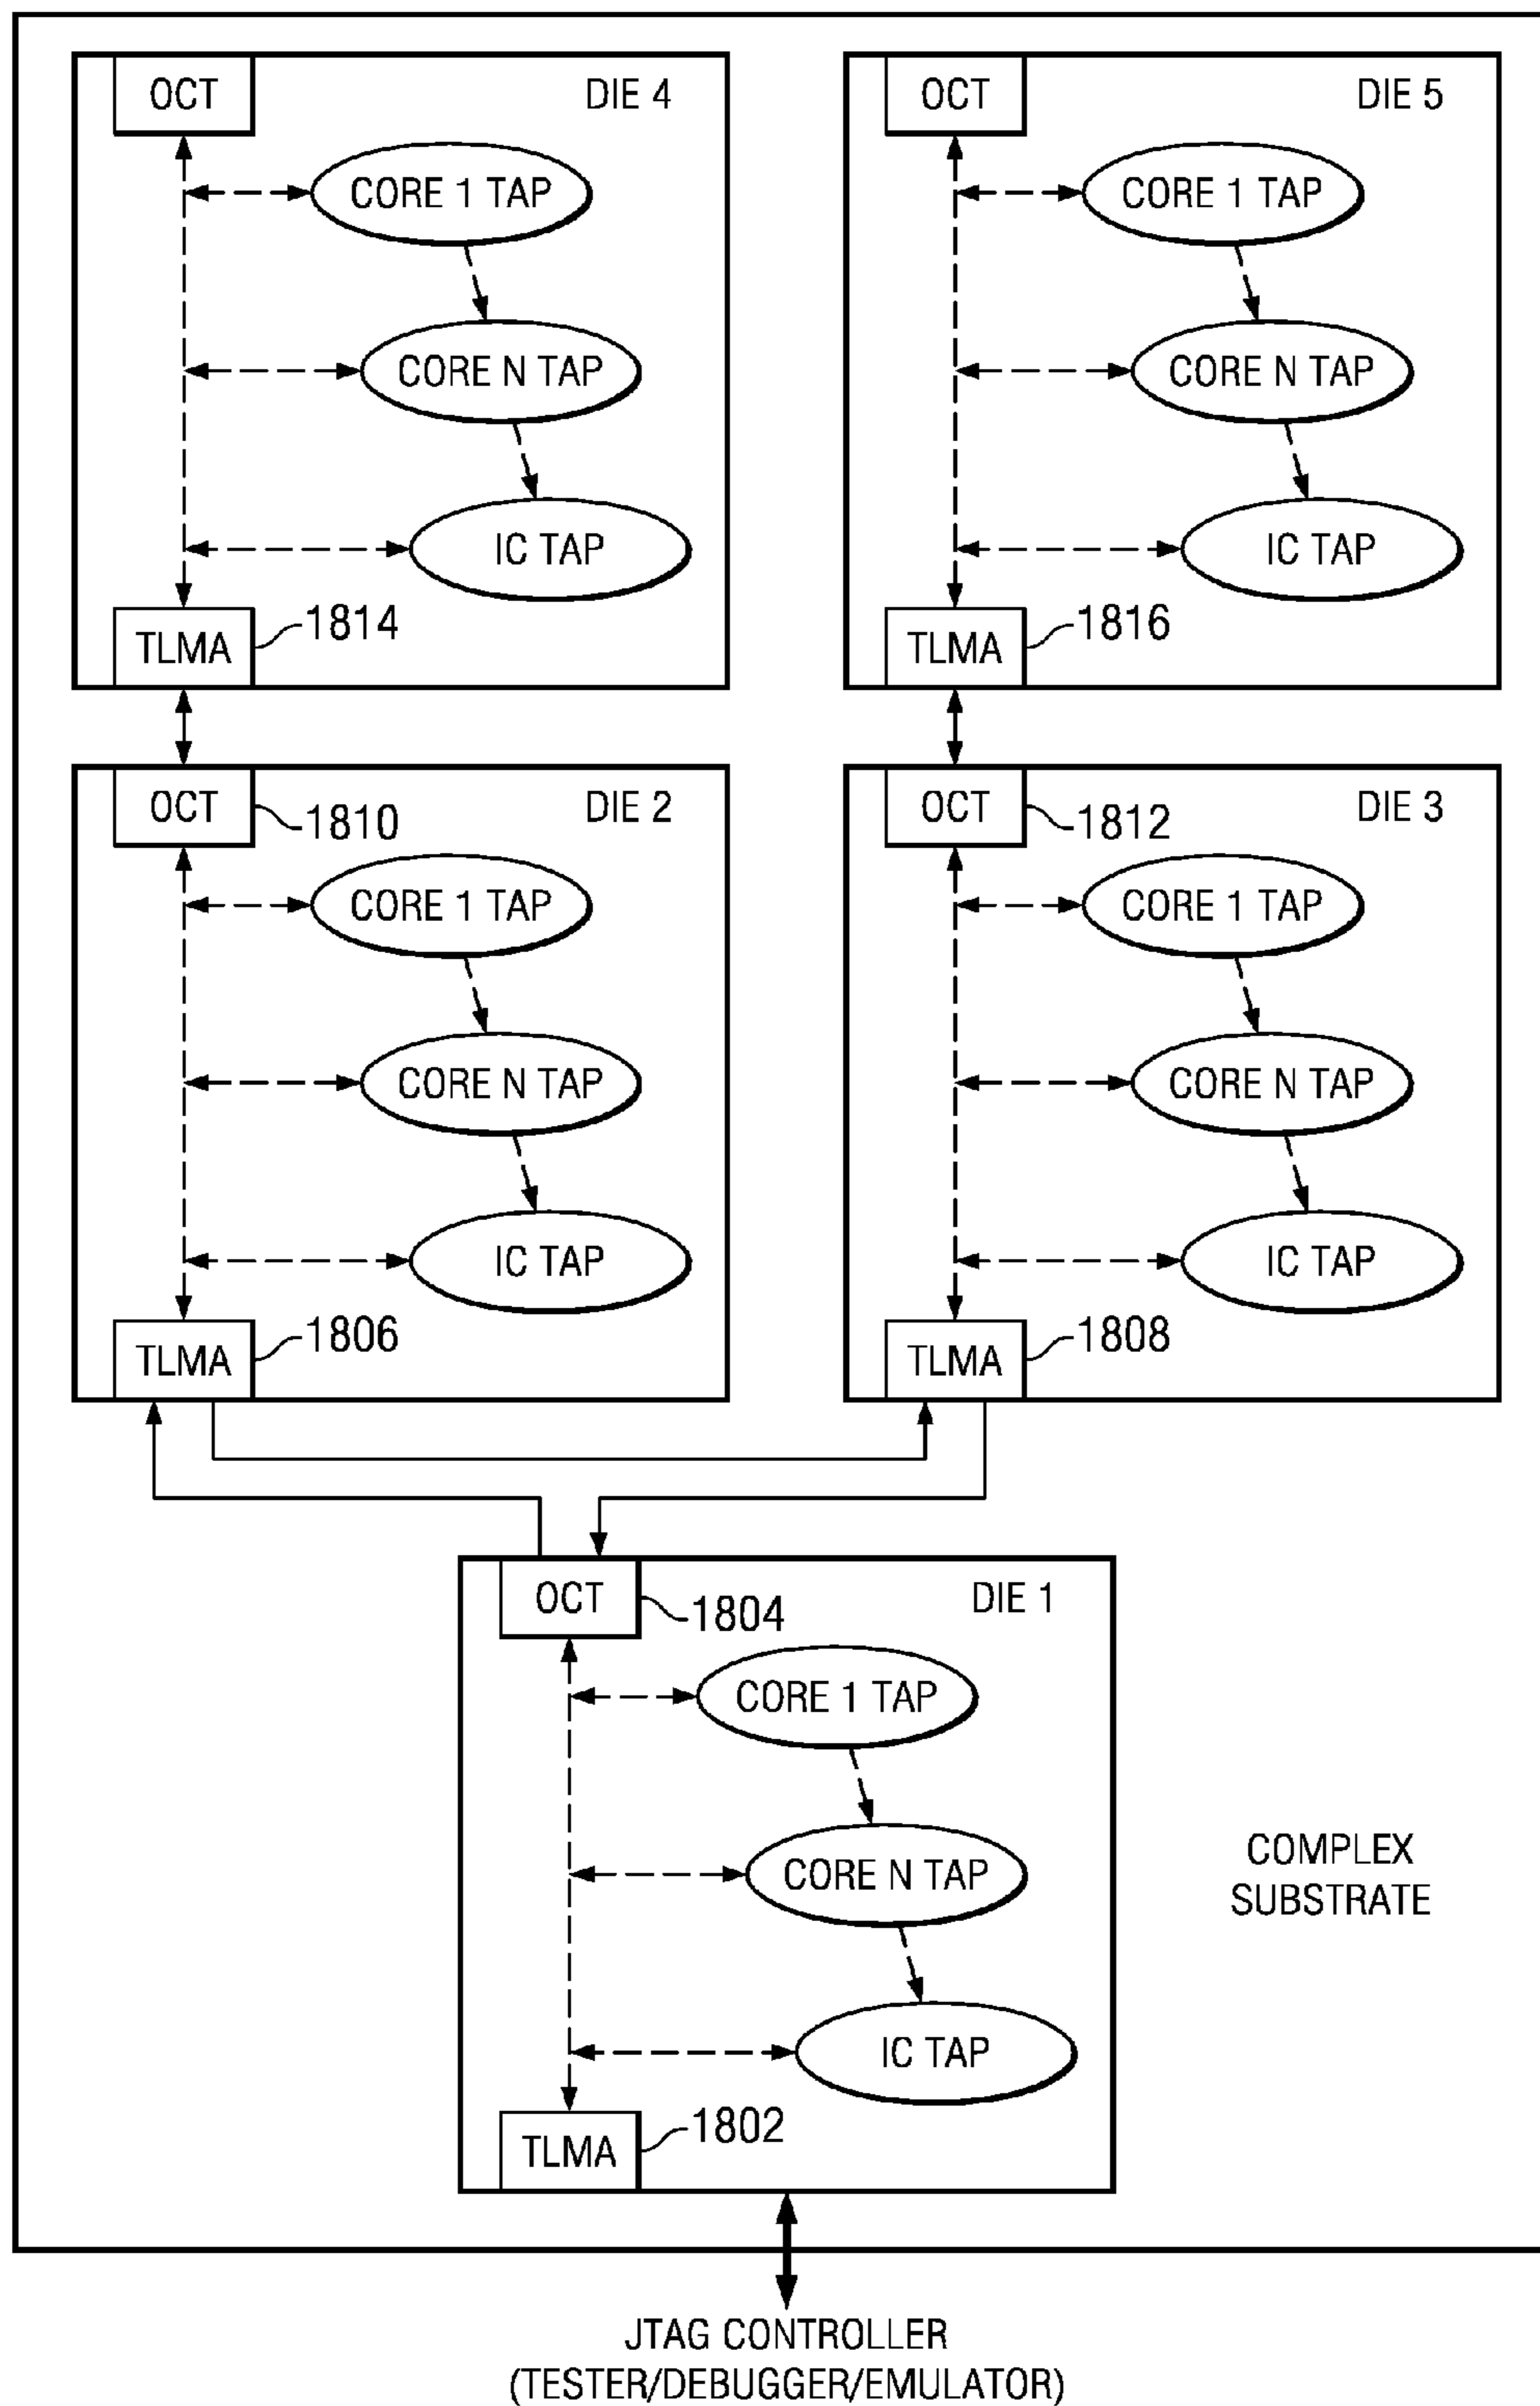 OCT
DIE 4
CORE 1 TAP
CORE N TAP
IC TAP
TLMA
1814
OCT
DIE 5
CORE 1 TAP
CORE N TAP
IC TAP
TLMA
1816
OCT
1810
DIE 2
CORE 1 TAP
CORE N TAP
IC TAP
TLMA
1806
OCT
1812
DIE 3
CORE 1 TAP
CORE N TAP
IC TAP
TLMA
1808
OCT
1804
DIE 1
CORE 1 TAP
CORE N TAP
IC TAP
TLMA
1802
COMPLEX
SUBSTRATE
JTAG CONTROLLER
(TESTER/DEBUGGER/EMULATOR)